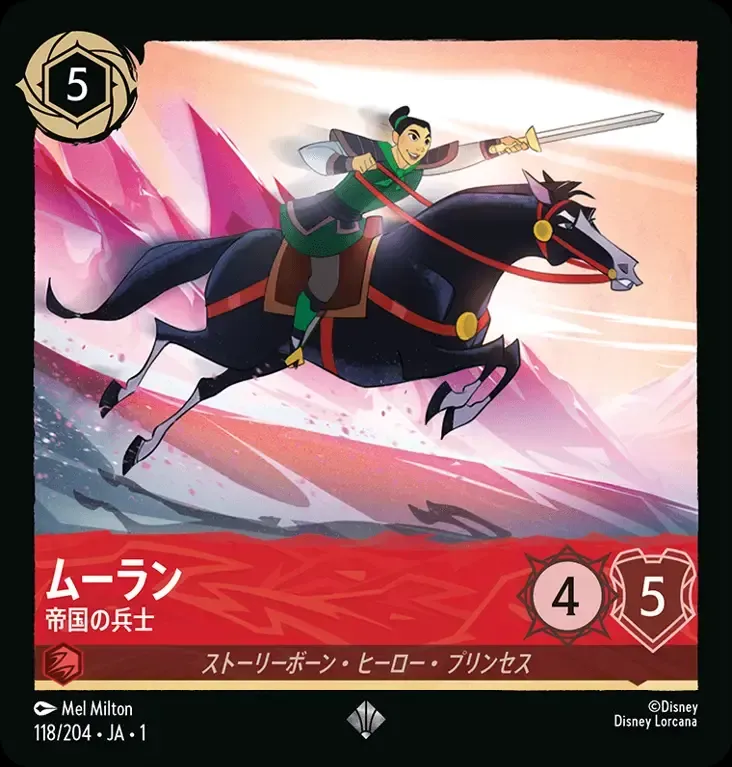 5
ムーラン
帝国の兵士
4
5
ストーリーボーン・ヒーロー・プリンセス
Mel Milton
118/204 • JA • 1
©Disney
Disney Lorcana